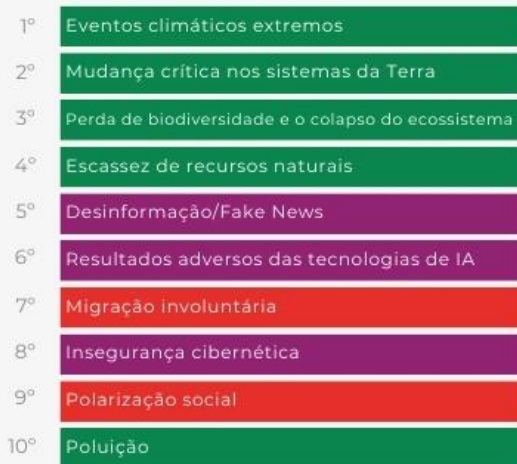 1º Eventos climáticos extremos
2º Mudança crítica nos sistemas da Terra
3º Perda de biodiversidade e o colapso do ecossistema
4º Escassez de recursos naturais
5º Desinformação/Fake News
6º Resultados adversos das tecnologias de IA
7º Migração involuntária
8º Insegurança cibernética
9º Polarização social
10º Poluição